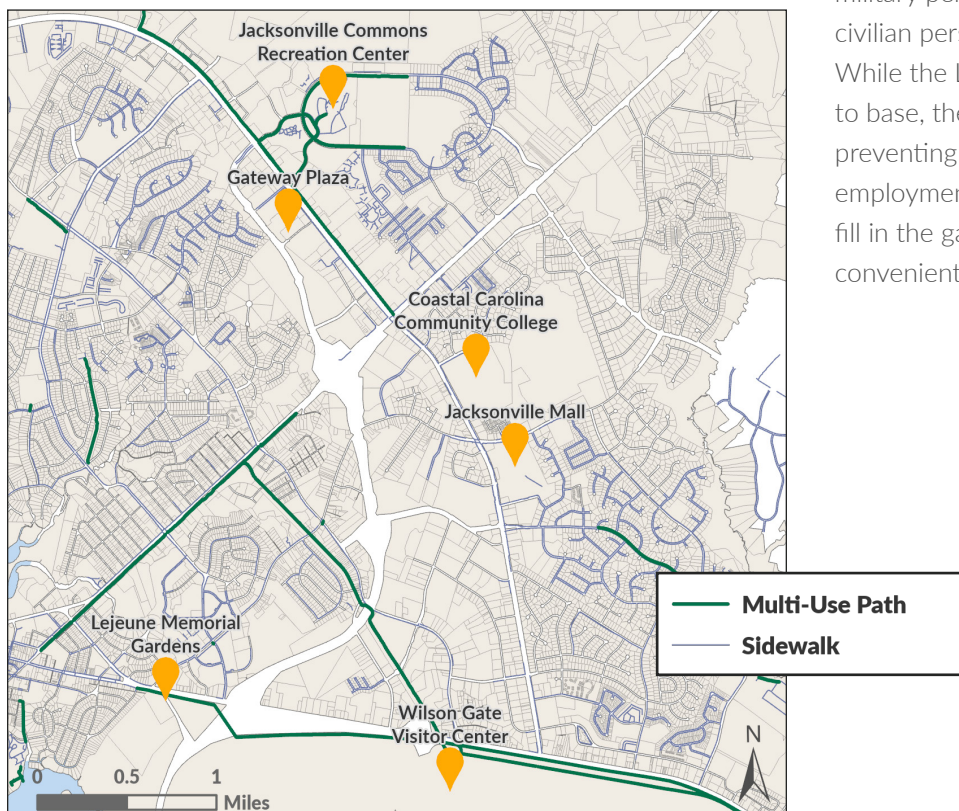 military per
civilian pers
While the L
to base, the
preventing
employmen
fill in the ga
convenient
Jacksonville Commons
Recreation Center
Gateway Plaza
Coastal Carolina
Community College
Jacksonville Mall
Lejeune Memorial
Gardens
Wilson Gate
Visitor Center
Multi-Use Path
Sidewalk
N
0 0.5 1
Miles